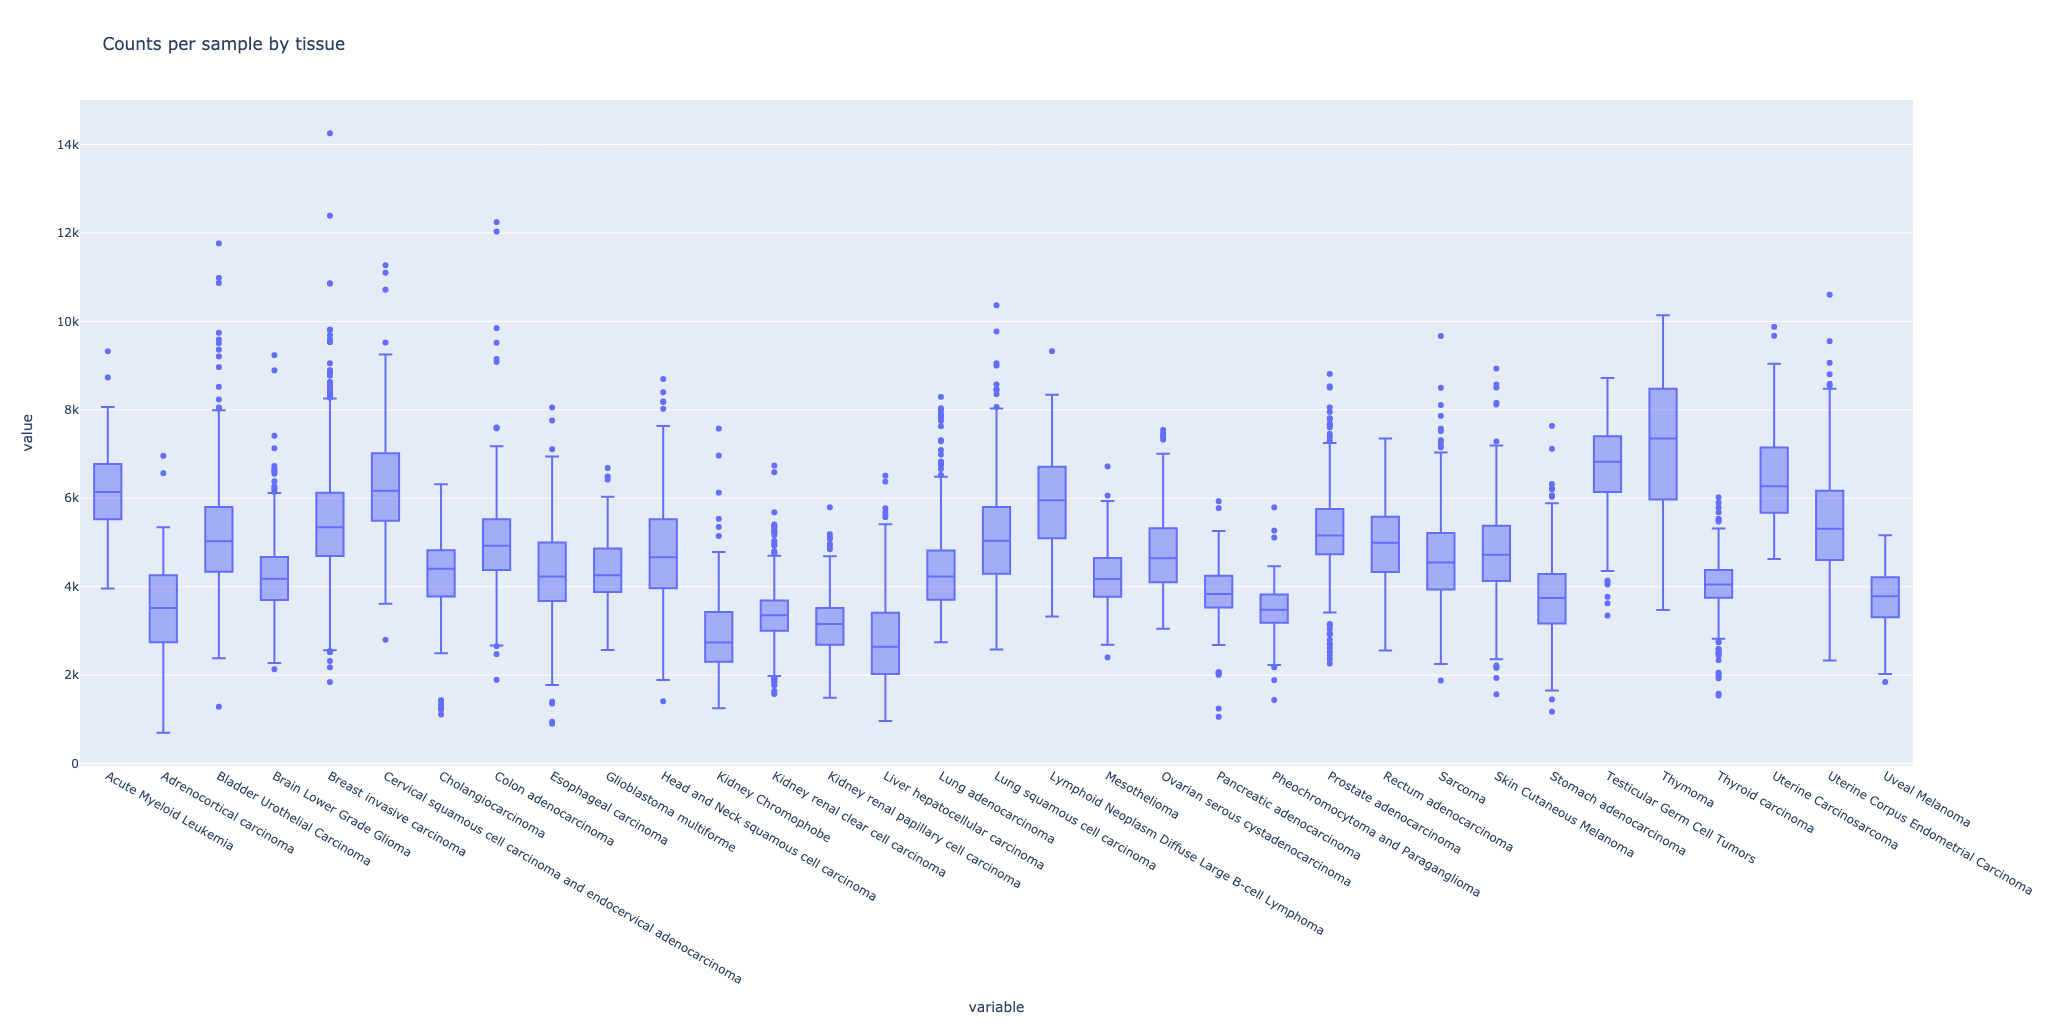 Counts per sample by tissue
14k
12k
10k
8k
6k
4k
2k
0
value
Acute Myeloid Leukemia
Adrenocortical carcinoma
Bladder Urothelial Carcinoma
Brain Lower Grade Glioma
Breast invasive carcinoma
Cervical squamous cell carcinoma and endocervical adenocarcinoma
Cholangiocarcinoma
Colon adenocarcinoma
Esophageal carcinoma
Glioblastoma multiforme
Head and Neck squamous cell carcinoma
Kidney Chromophobe
Kidney renal clear cell carcinoma
Kidney renal papillary cell carcinoma
Liver hepatocellular carcinoma
Lung adenocarcinoma
Lung squamous cell carcinoma
Lymphoid Neoplasm Diffuse Large B-cell Lymphoma
Mesothelioma
Ovarian serous cystadenocarcinoma
Pancreatic adenocarcinoma
Pheochromocytoma and Paraganglioma
Prostate adenocarcinoma
Rectum adenocarcinoma
Sarcoma
Skin Cutaneous Melanoma
Stomach adenocarcinoma
Testicular Germ Cell Tumors
Thymoma
Thyroid carcinoma
Uterine Carcinosarcoma
Uterine Corpus Endometrial Carcinoma
Uveal Melanoma
variable